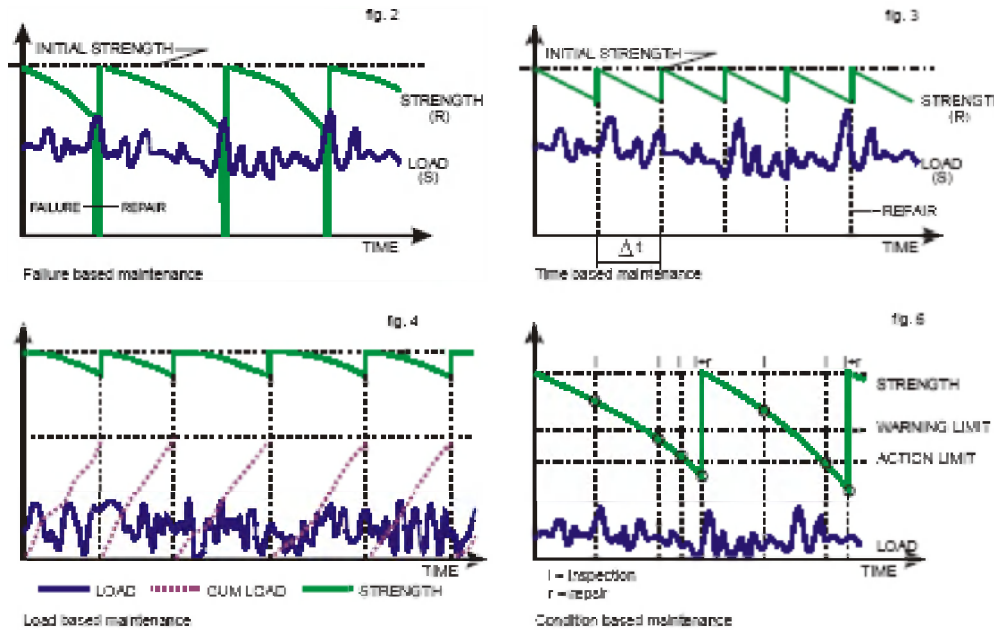 fig. 2
INITIAL STRENGTH
STRENGTH
(R)
LOAD
(S)
FAILURE
REPAIR
TIME
Failure based maintenance
fig. 3
INITIAL STRENGTH
STRENGTH
(R)
LOAD
(S)
REPAIR
TIME
Δ t
Time based maintenance
fig. 4
TIME
LOAD
CUM LOAD
STRENGTH
Load based maintenance
fig. 5
I I I I+r I I I+r
STRENGTH
WARNING LIMIT
ACTION LIMIT
LOAD
TIME
I = Inspection
r = repair
Condition based maintenance